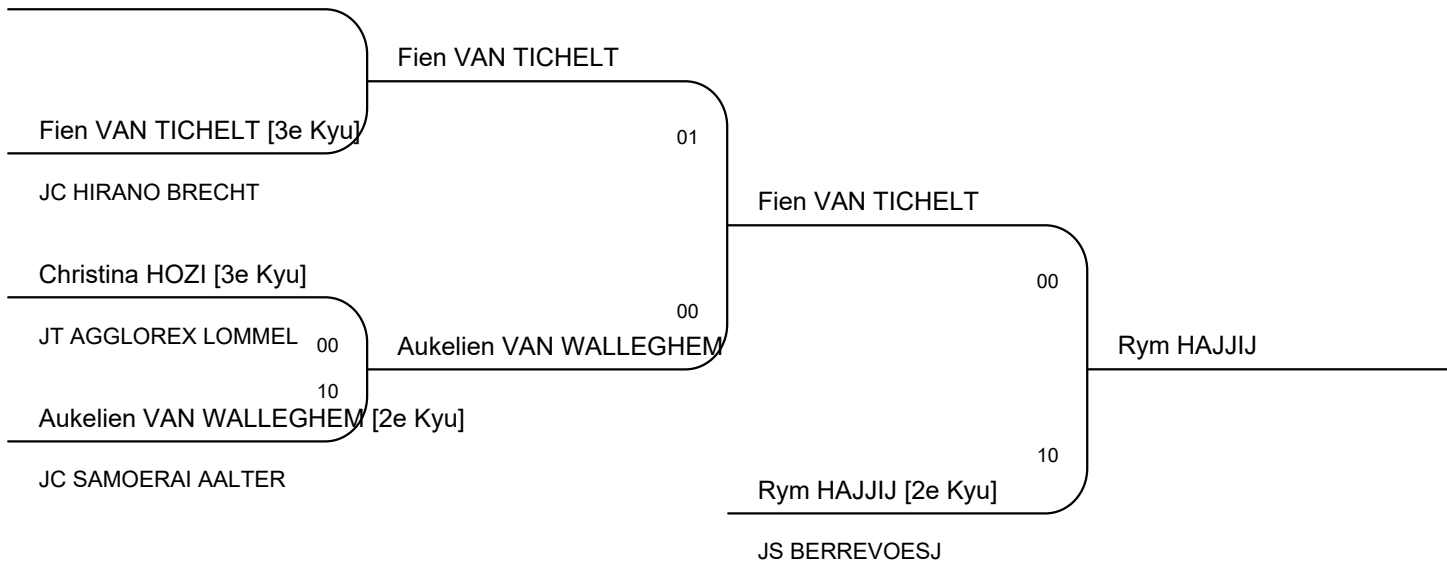 Fien VAN TICHELT
Fien VAN TICHELT [3e Kyu]
01
JC HIRANO BRECHT
Fien VAN TICHELT
Christina HOZI [3e Kyu]
00
00
JT AGGLOREX LOMMEL
00
Aukelien VAN WALLEGHEM
Rym HAJJIJ
10
Aukelien VAN WALLEGHEM [2e Kyu]
10
JC SAMOERAI AALTER
Rym HAJJIJ [2e Kyu]
JS BERREVOESJ